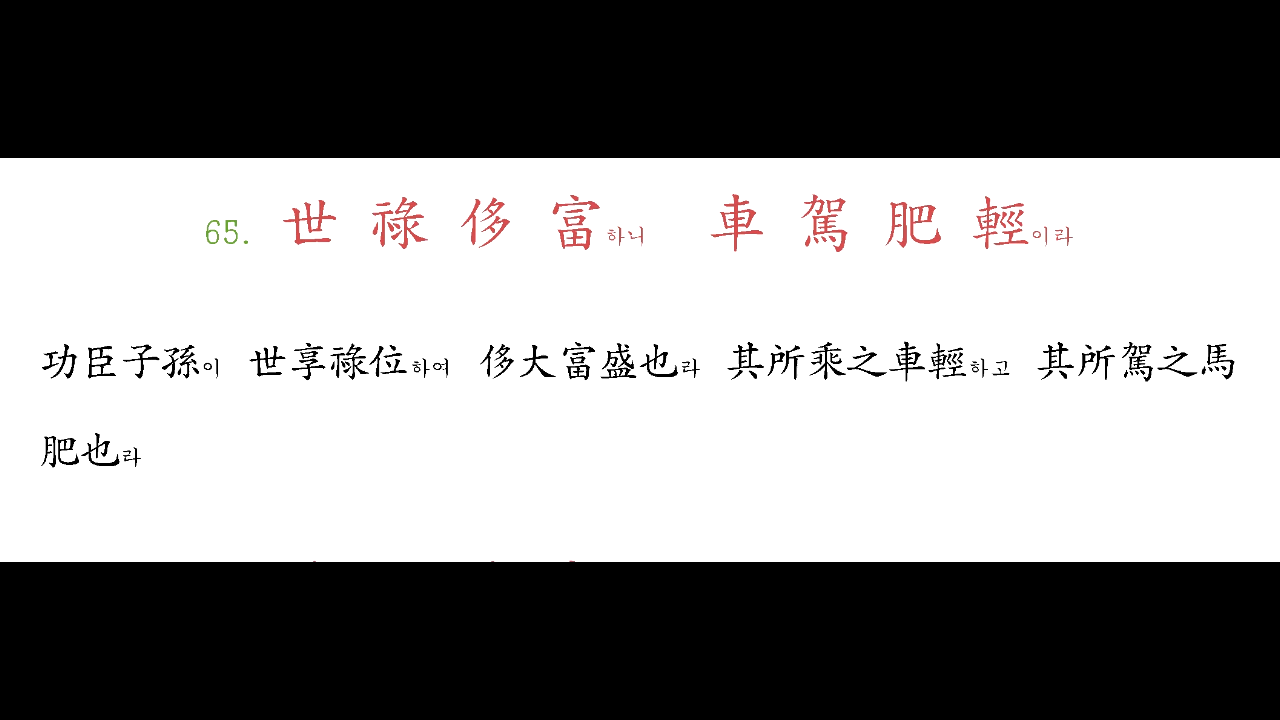 65. 世 祿 侈 富하니 車 駕 肥 輕이라
功臣子孫이 世享祿位하여 侈大富盛也라 其所乘之車輕하고 其所駕之馬
肥也라